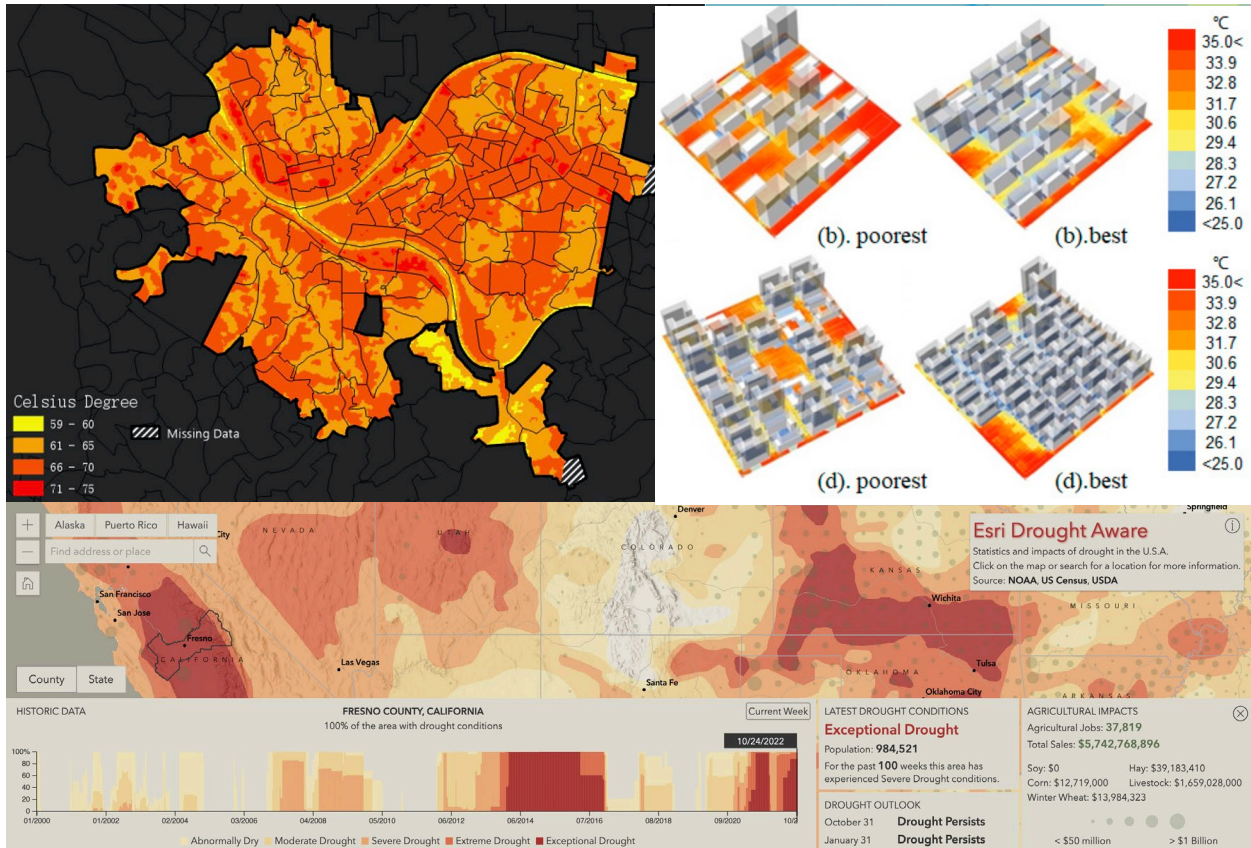 Celsius Degree
59 - 60
61 - 65
66 - 70
71 - 75
Missing Data
°C
35.0<
33.9
32.8
31.7
30.6
29.4
28.3
27.2
26.1
<25.0
(b). poorest
(b).best
°C
35.0<
33.9
32.8
31.7
30.6
29.4
28.3
27.2
26.1
<25.0
(d). poorest
(d).best
+
Alaska
Puerto Rico
Hawaii
−
Find address or place
City
NEVADA
UTAH
Denver
COLORADO
KANSAS
Springfield
San Francisco
San Jose
Fresno
CALIFORNIA
Las Vegas
Santa Fe
Wichita
MISSOURI
OKLAHOMA
Tulsa
Oklahoma City
ARKANSAS
Esri Drought Aware
Statistics and impacts of drought in the U.S.A.
Click on the map or search for a location for more information.
Source: NOAA, US Census, USDA
County
State
HISTORIC DATA
FRESNO COUNTY, CALIFORNIA
100% of the area with drought conditions
Current Week
10/24/2022
100%
80
60
40
20
0
01/2000
01/2002
02/2004
03/2006
04/2008
05/2010
06/2012
06/2014
07/2016
08/2018
09/2020
10/2
Abnormally Dry
Moderate Drought
Severe Drought
Extreme Drought
Exceptional Drought
LATEST DROUGHT CONDITIONS
Exceptional Drought
Population: 984,521
For the past 100 weeks this area has
experienced Severe Drought conditions.
DROUGHT OUTLOOK
October 31 Drought Persists
January 31 Drought Persists
AGRICULTURAL IMPACTS
Agricultural Jobs: 37,819
Total Sales: $5,742,768,896
Soy: $0 Hay: $39,183,410
Corn: $12,719,000 Livestock: $1,659,028,000
Winter Wheat: $13,984,323
< $50 million > $1 Billion